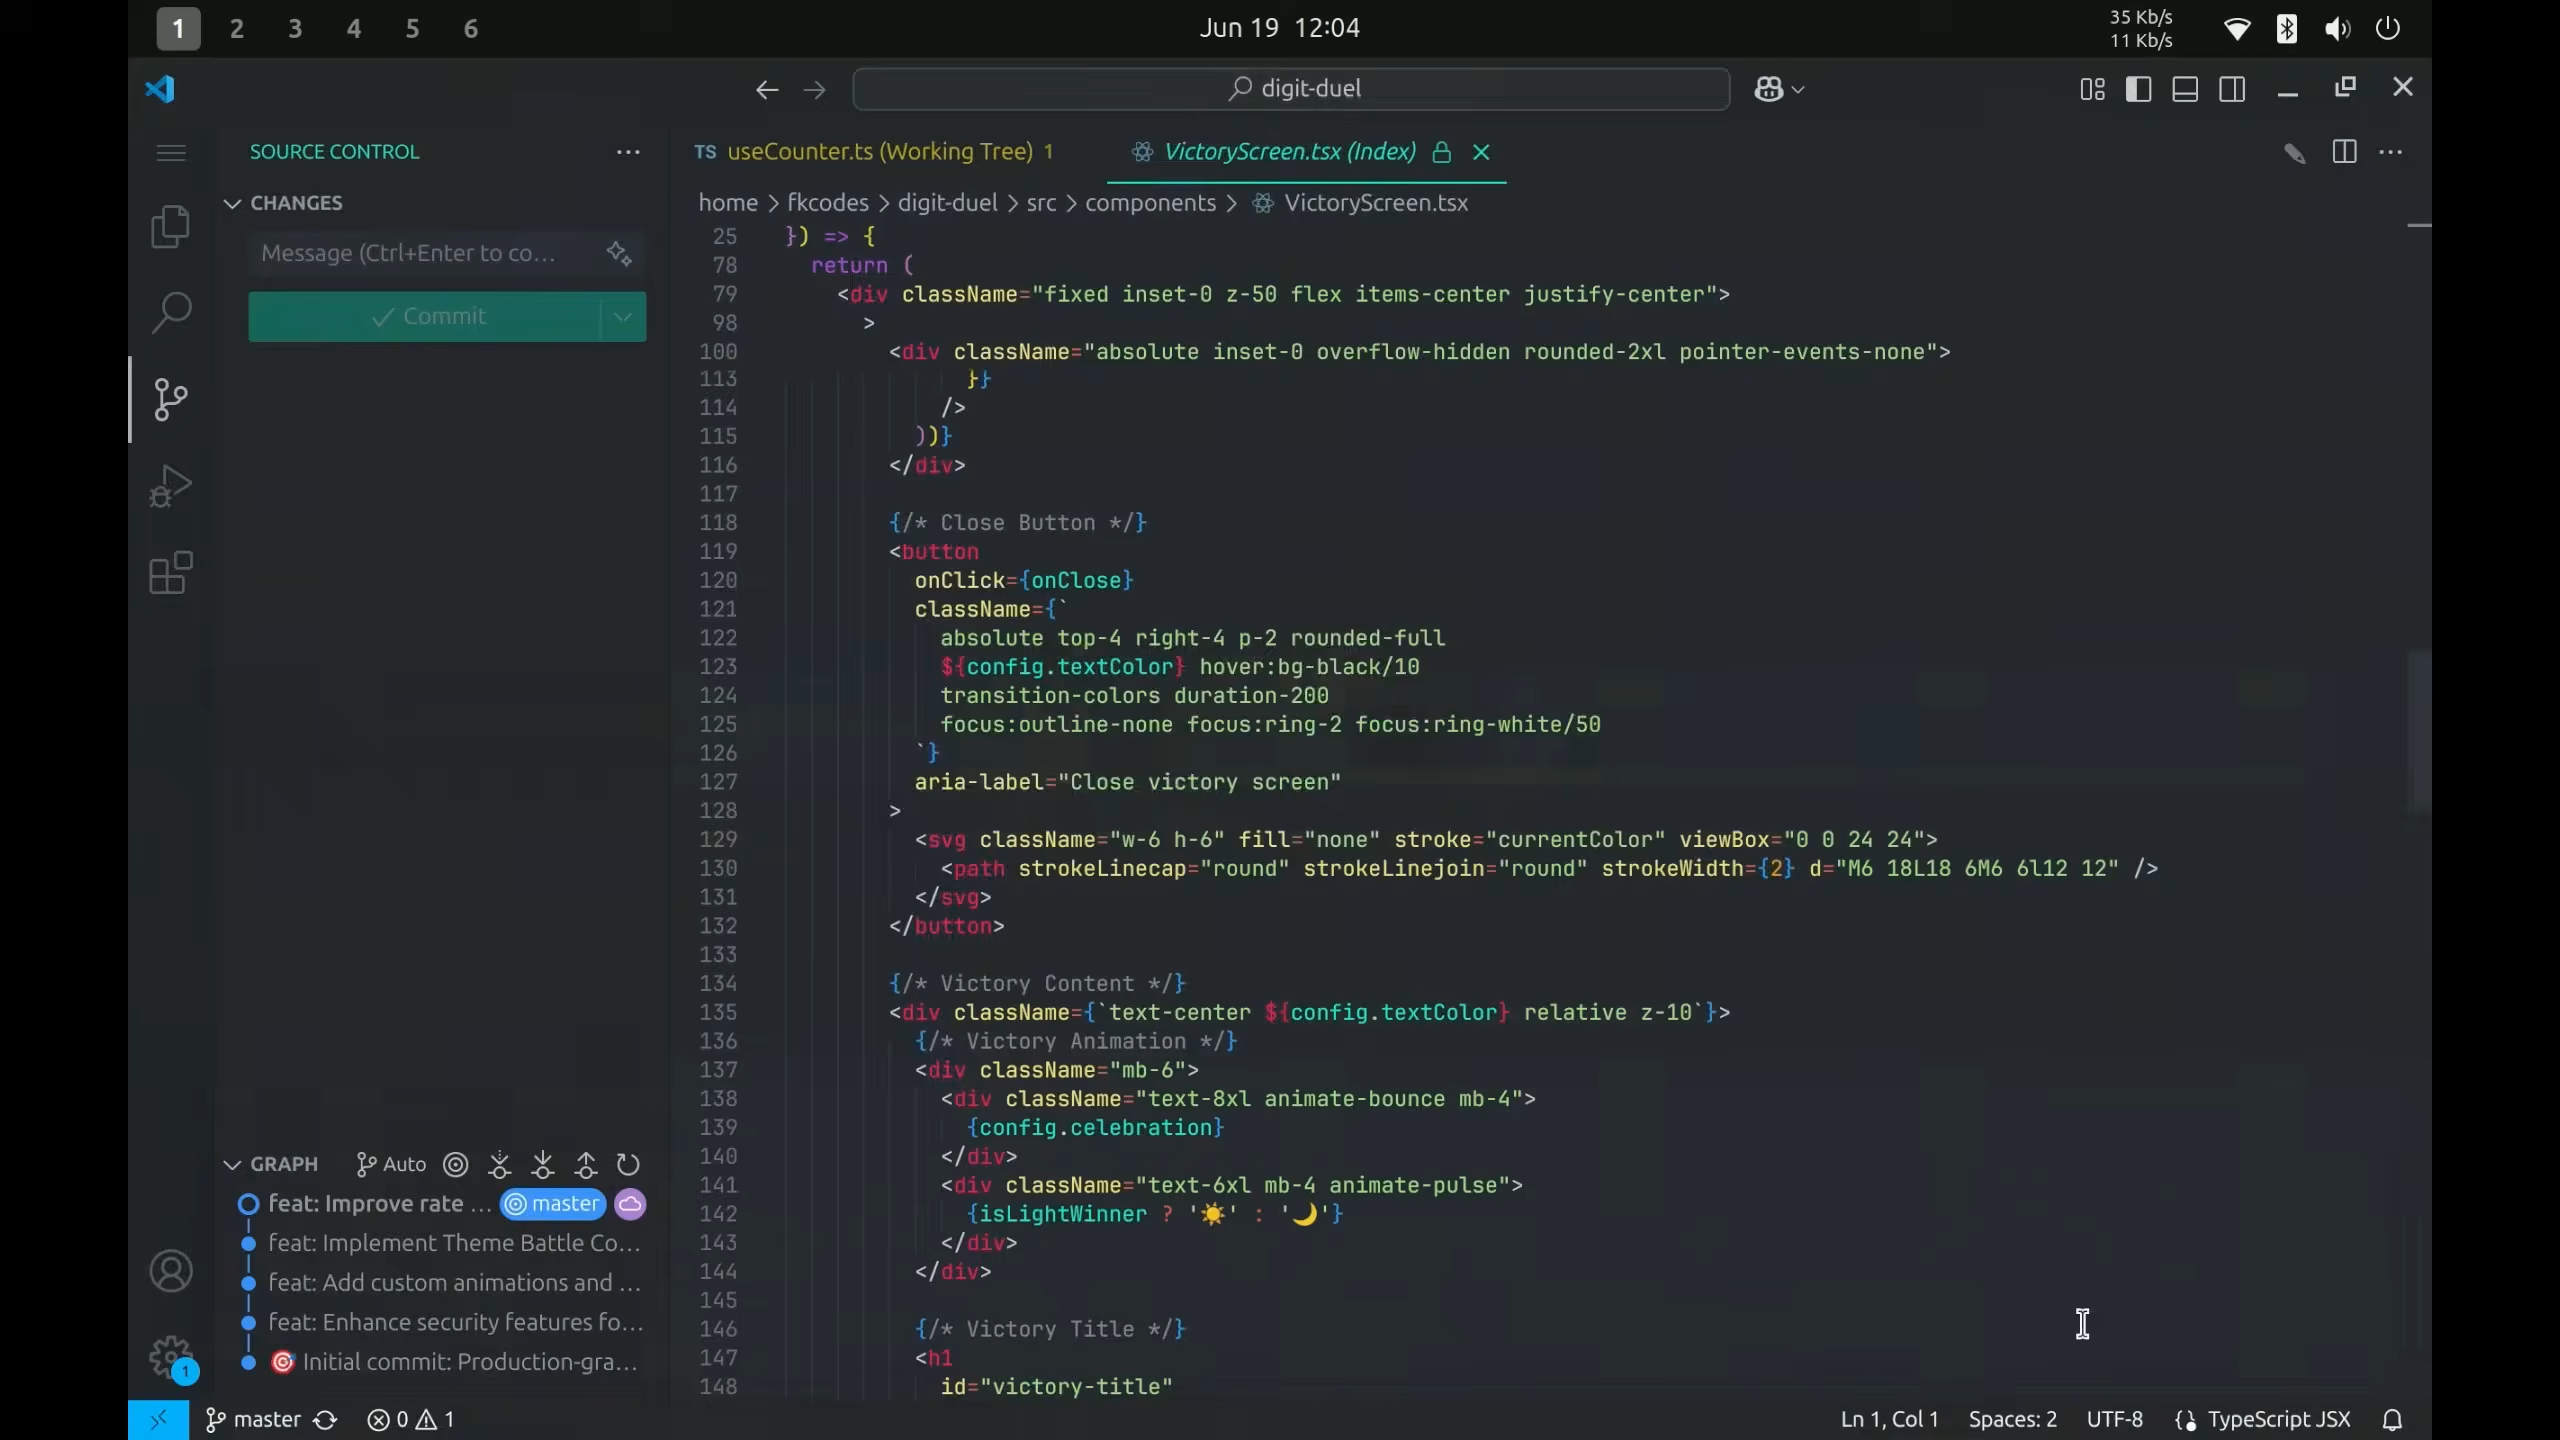 1 2 3 4 5 6
Jun 19 12:04
35 Kb/s
11 Kb/s
digit-duel
SOURCE CONTROL
TS useCounter.ts (Working Tree) 1
VictoryScreen.tsx (Index)
CHANGES
home > fkcodes > digit-duel > src > components > VictoryScreen.tsx
Message (Ctrl+Enter to co...
Commit
25 }) => {
78 return (
79 <div className="fixed inset-0 z-50 flex items-center justify-center">
98 >
100 <div className="absolute inset-0 overflow-hidden rounded-2xl pointer-events-none">
113 }}
114 />
115 ))}
116 </div>
117
118 {/* Close Button */}
119 <button
120 onClick={onClose}
121 className={`
122 absolute top-4 right-4 p-2 rounded-full
123 ${config.textColor} hover:bg-black/10
124 transition-colors duration-200
125 focus:outline-none focus:ring-2 focus:ring-white/50
126 `}
127 aria-label="Close victory screen"
128 >
129 <svg className="w-6 h-6" fill="none" stroke="currentColor" viewBox="0 0 24 24">
130 <path strokeLinecap="round" strokeLinejoin="round" strokeWidth={2} d="M6 18L18 6M6 6l12 12" />
131 </svg>
132 </button>
133
134 {/* Victory Content */}
135 <div className={`text-center ${config.textColor} relative z-10`}>
136 {/* Victory Animation */}
137 <div className="mb-6">
138 <div className="text-8xl animate-bounce mb-4">
139 {config.celebration}
140 </div>
141 <div className="text-6xl mb-4 animate-pulse">
142 {isLightWinner ? '☀️' : '🌙'}
143 </div>
144 </div>
145
146 {/* Victory Title */}
147 <h1
148 id="victory-title"
GRAPH Auto
feat: Improve rate ... master
feat: Implement Theme Battle Co...
feat: Add custom animations and ...
feat: Enhance security features fo...
🎯 Initial commit: Production-gra...
1
master 0 1
Ln 1, Col 1 Spaces: 2 UTF-8 TypeScript JSX